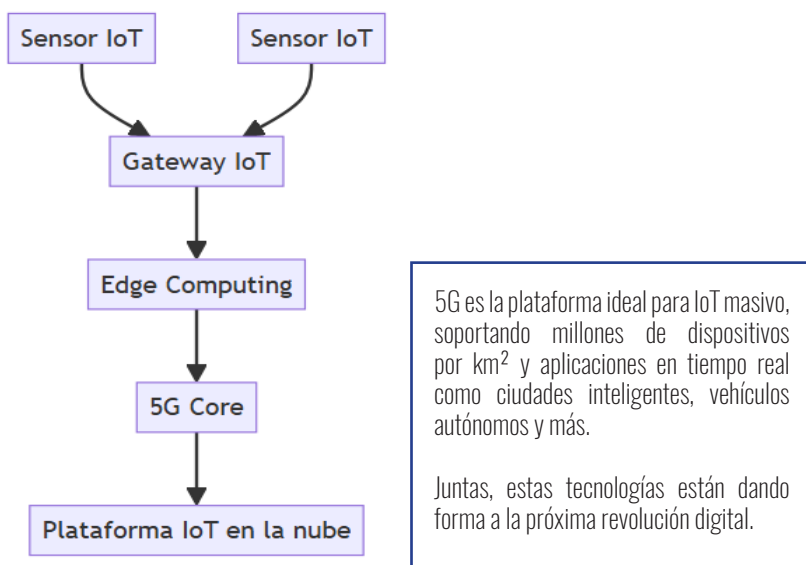 Sensor IoT
Sensor IoT
Gateway IoT
Edge Computing
5G Core
Plataforma IoT en la nube
5G es la plataforma ideal para IoT masivo,
soportando millones de dispositivos
por km² y aplicaciones en tiempo real
como ciudades inteligentes, vehículos
autónomos y más.
Juntas, estas tecnologías están dando
forma a la próxima revolución digital.